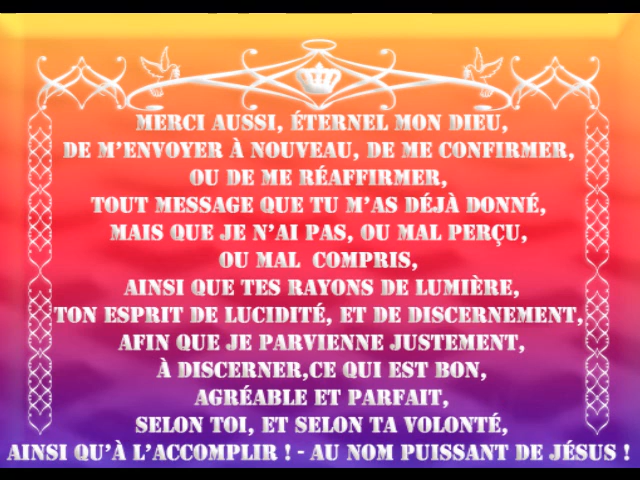 MERCI AUSSI, ÉTERNEL MON DIEU,
DE M'ENVOYER À NOUVEAU, DE ME CONFIRMER,
OU DE ME RÉAFFIRMER,
TOUT MESSAGE QUE TU M'AS DÉJÀ DONNÉ,
MAIS QUE JE N'AI PAS, OU MAL PERÇU,
OU MAL COMPRIS,
AINSI QUE TES RAYONS DE LUMIÈRE,
TON ESPRIT DE LUCIDITÉ, ET DE DISCERNEMENT,
AFIN QUE JE PARVIENNE JUSTEMENT,
À DISCERNER,CE QUI EST BON,
AGRÉABLE ET PARFAIT,
SELON TOI, ET SELON TA VOLONTÉ,
AINSI QU'À L'ACCOMPLIR ! - AU NOM PUISSANT DE JÉSUS !